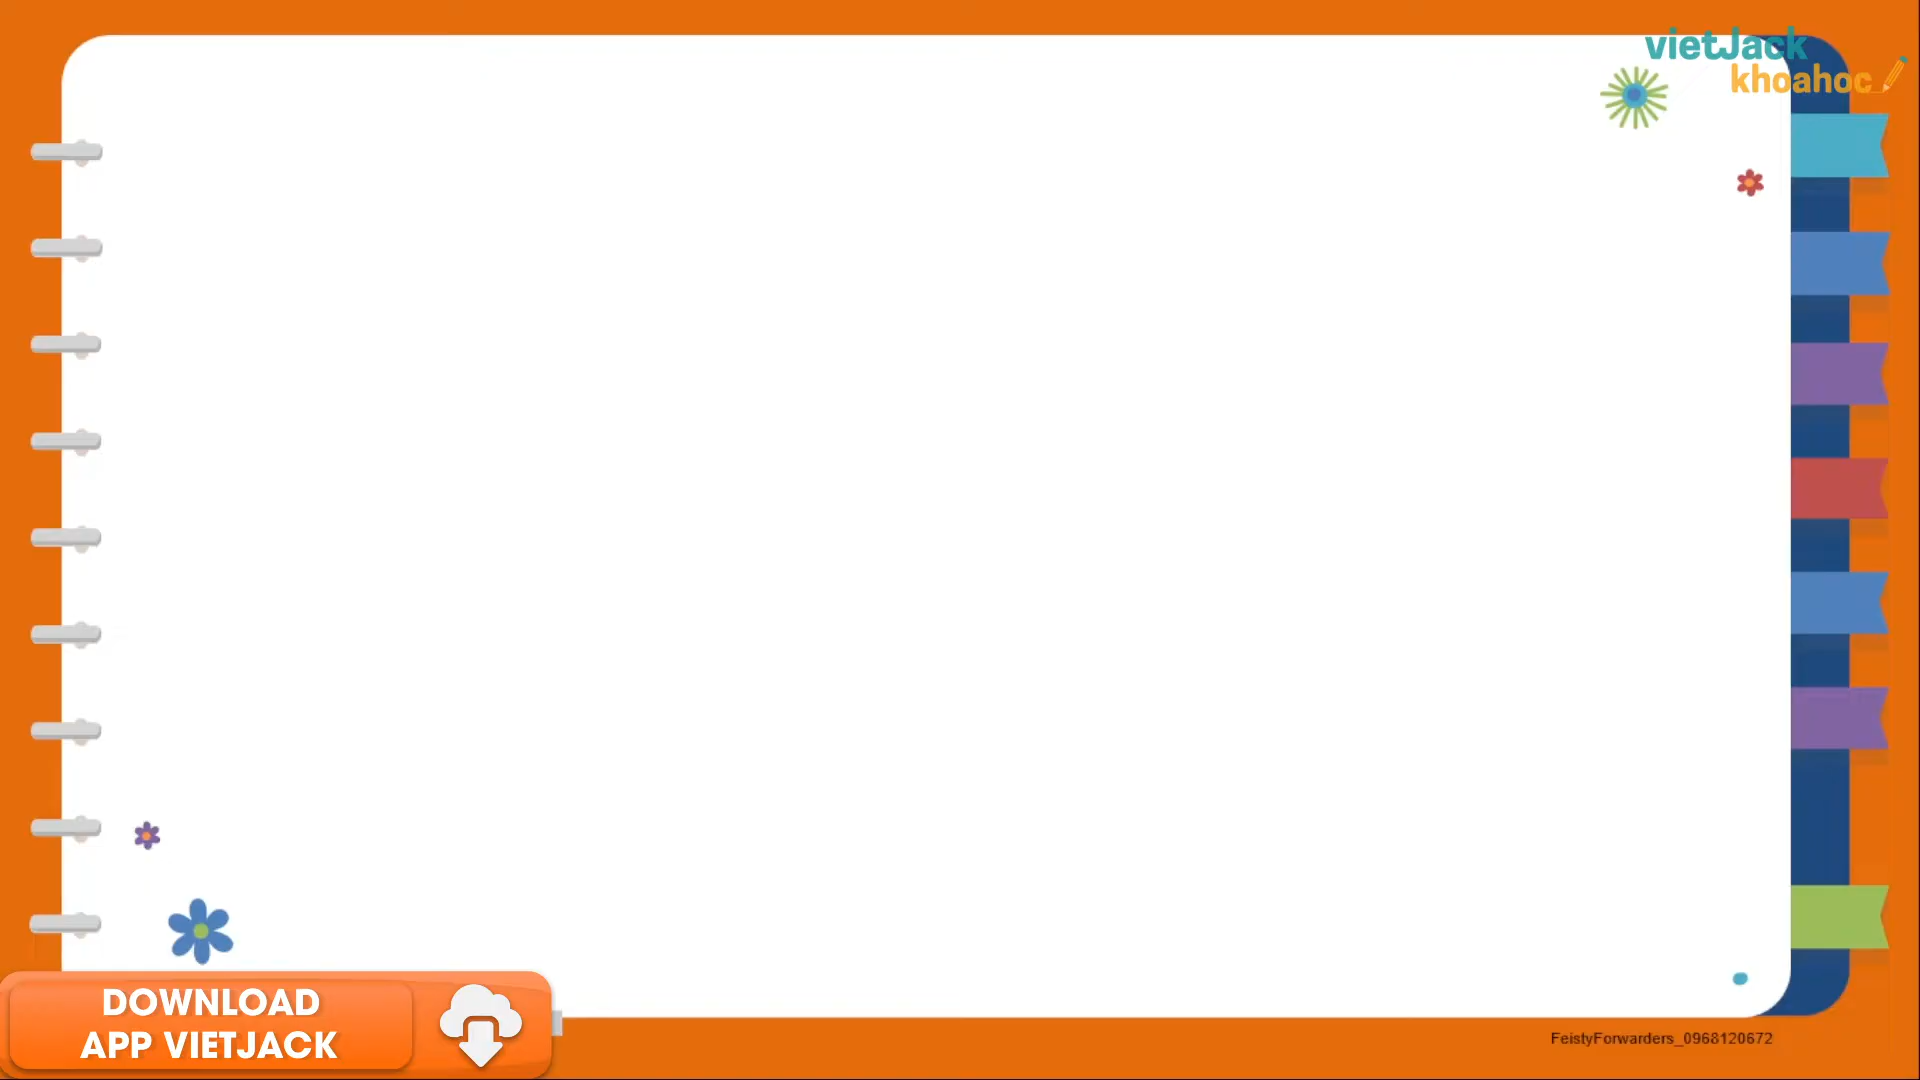 vietJack
khoahoc
DOWNLOAD
APP VIETJACK
FeistyForwarders_0968120672